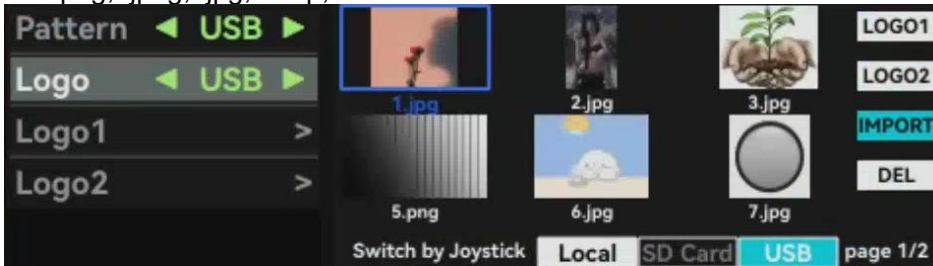 Pattern ◀ USB ▶
Logo ◀ USB ▶
Logo1 >
Logo2 >
1.jpg
2.jpg
3.jpg
5.png
6.jpg
7.jpg
LOGO1
LOGO2
IMPORT
DEL
Switch by Joystick Local SD Card USB page 1/2